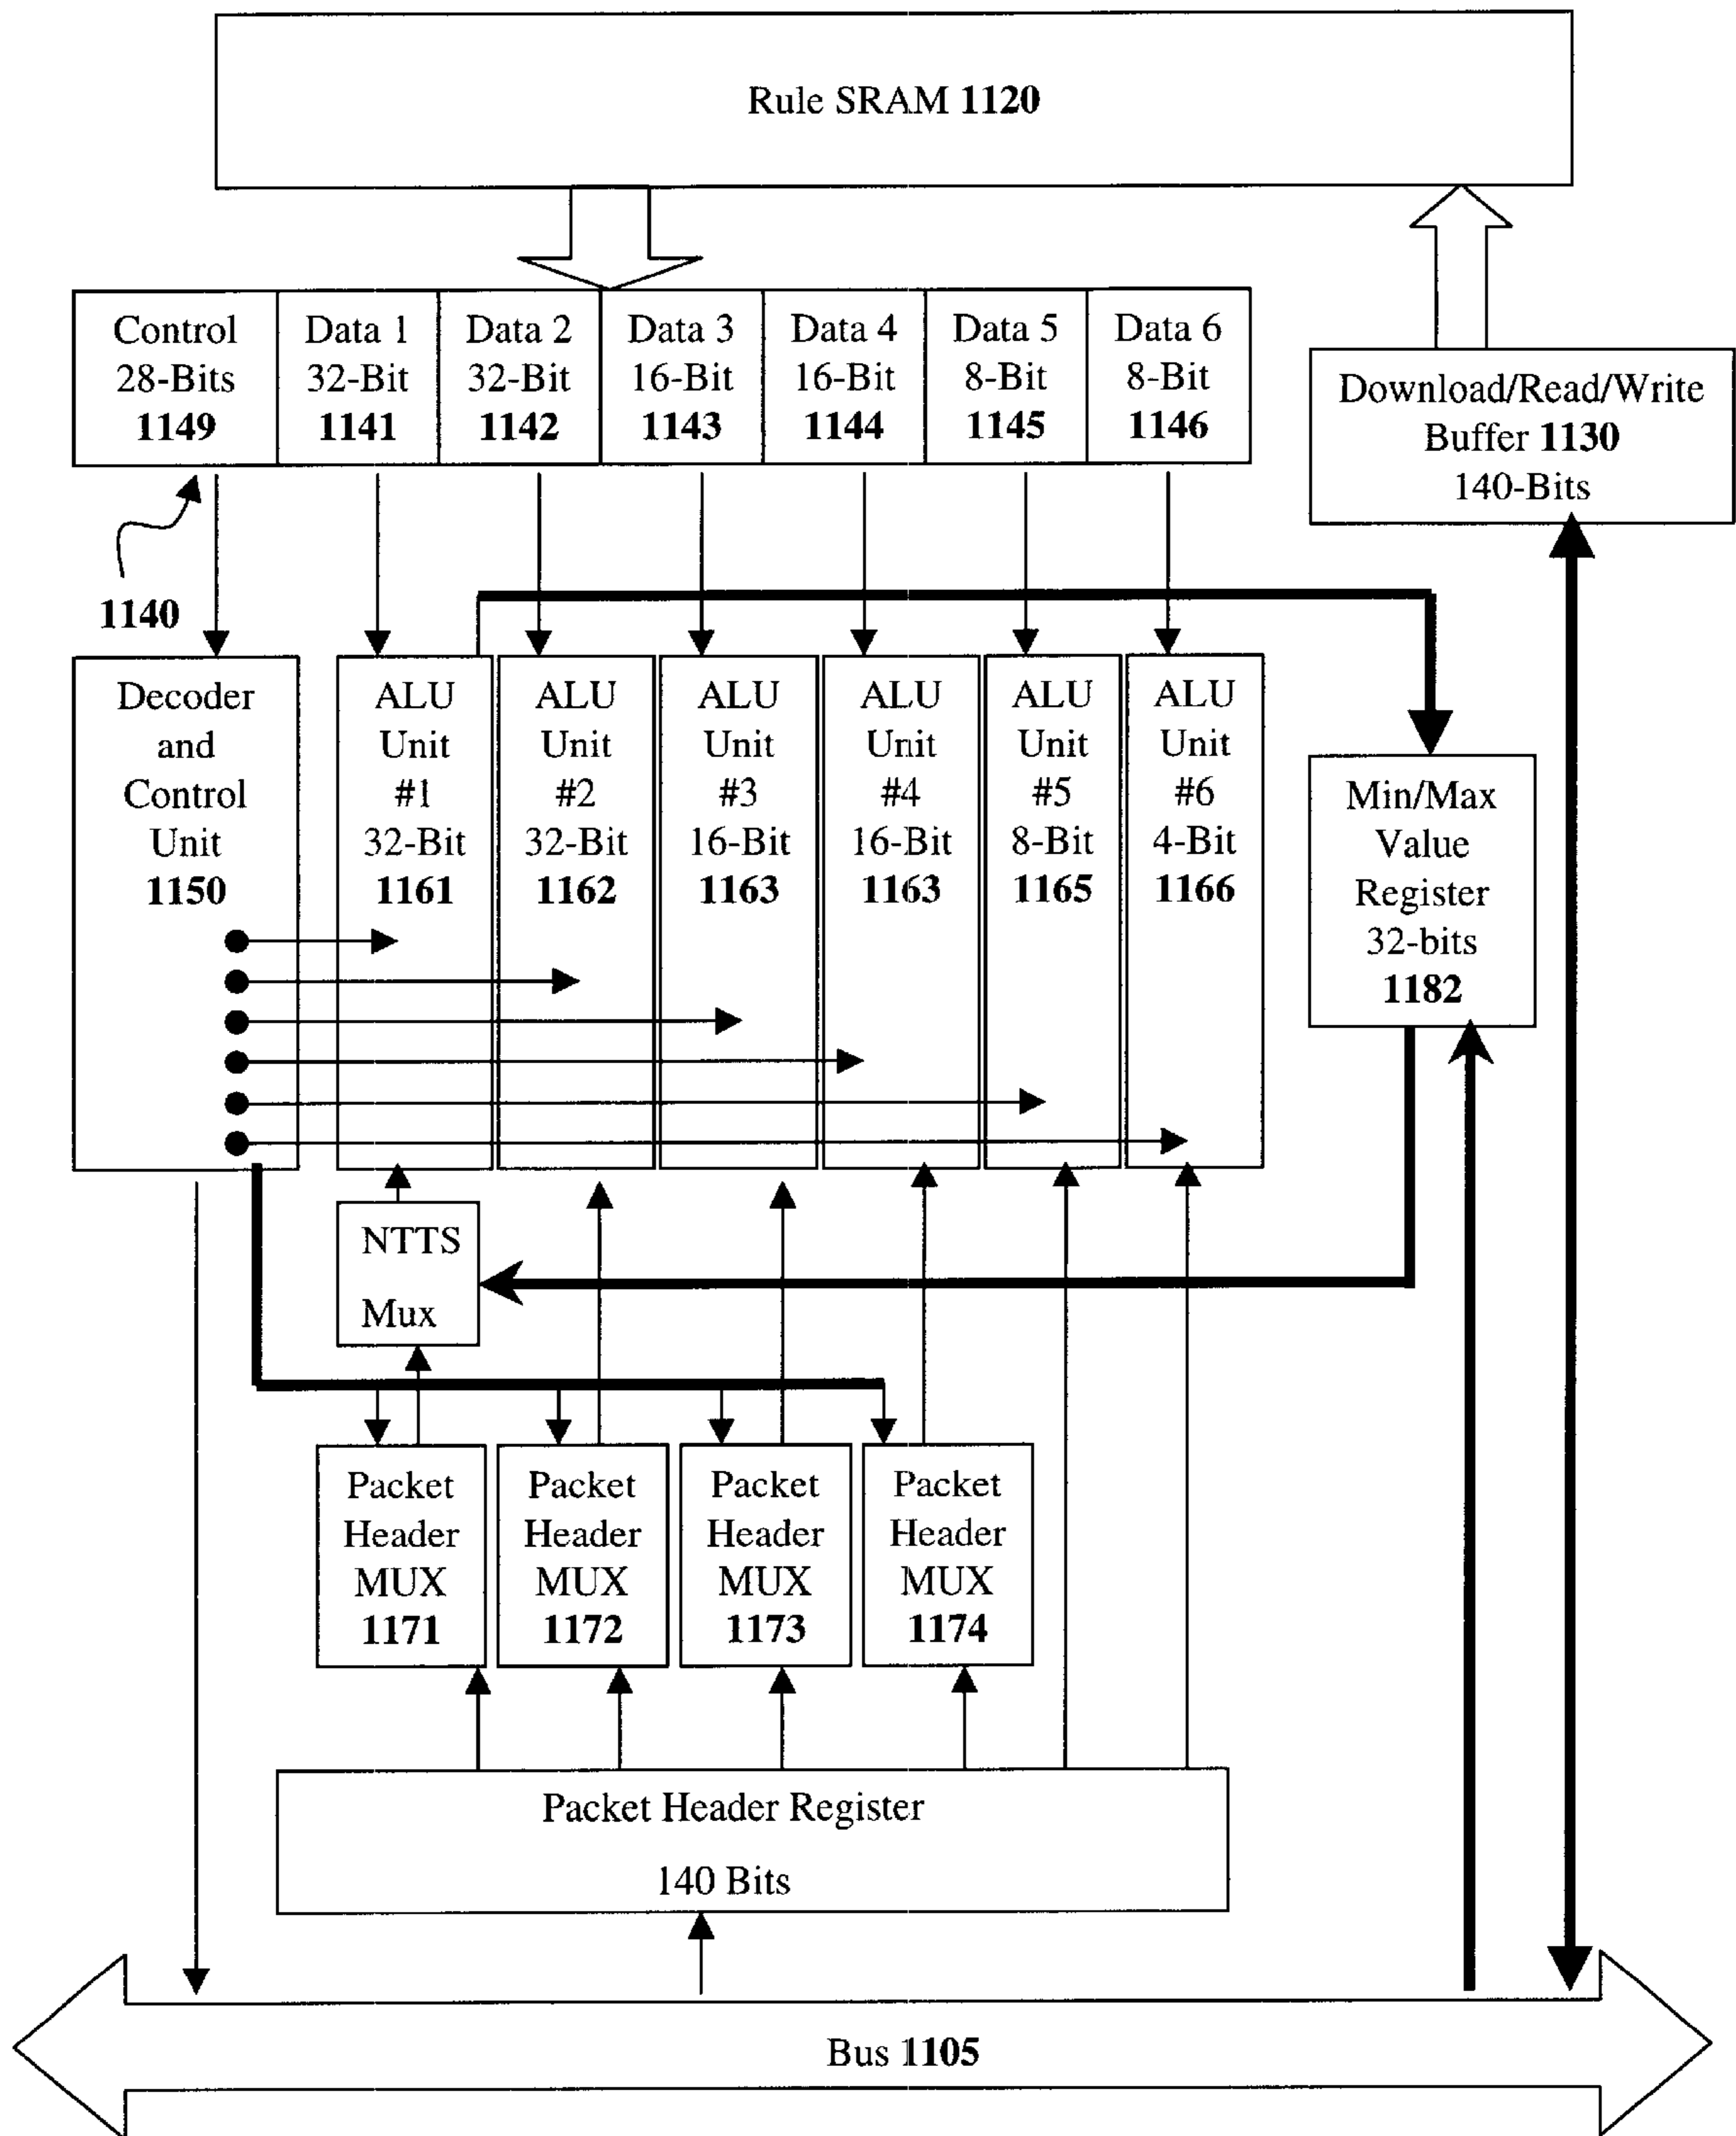 Rule SRAM 1120
Control
28-Bits
1149
Data 1
32-Bit
1141
Data 2
32-Bit
1142
Data 3
16-Bit
1143
Data 4
16-Bit
1144
Data 5
8-Bit
1145
Data 6
8-Bit
1146
Download/Read/Write
Buffer 1130
140-Bits
1140
Decoder
and
Control
Unit
1150
ALU
Unit
#1
32-Bit
1161
ALU
Unit
#2
32-Bit
1162
ALU
Unit
#3
16-Bit
1163
ALU
Unit
#4
16-Bit
1163
ALU
Unit
#5
8-Bit
1165
ALU
Unit
#6
4-Bit
1166
Min/Max
Value
Register
32-bits
1182
NTTS
Mux
Packet
Header
MUX
1171
Packet
Header
MUX
1172
Packet
Header
MUX
1173
Packet
Header
MUX
1174
Packet Header Register
140 Bits
Bus 1105